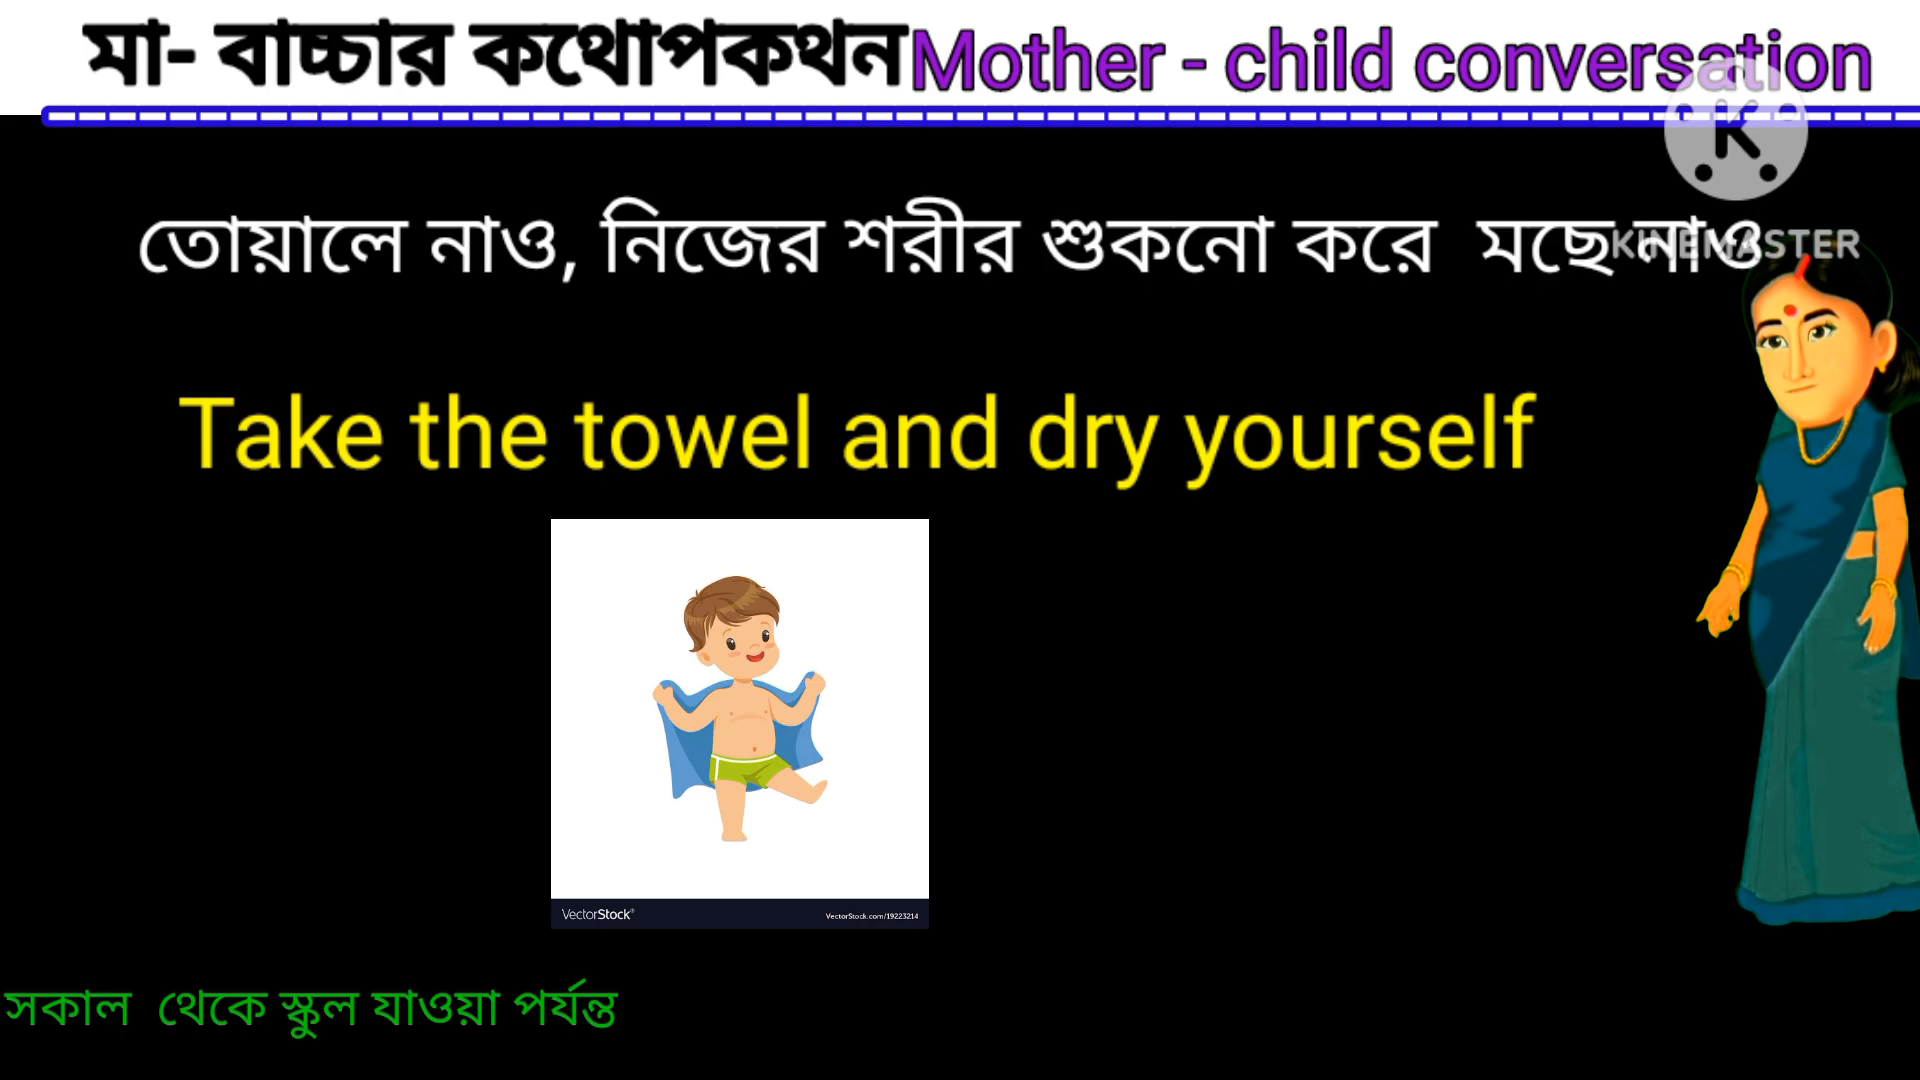 মা- বাচ্চার কথোপকথন Mother - child conversation
KINEMASTER
তোয়ালে নাও, নিজের শরীর শুকনো করে মছে নাও
Take the towel and dry yourself
VectorStock® VectorStock.com/19223214
সকাল থেকে স্কুল যাওয়া পর্যন্ত